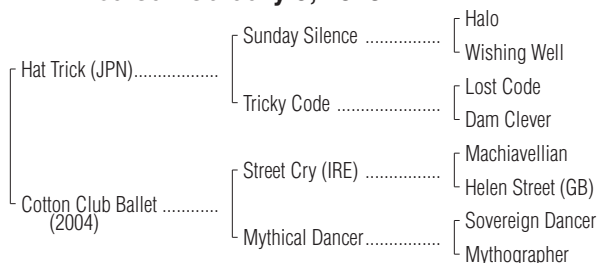 Halo
Sunday Silence ..................
Wishing Well
Hat Trick (JPN)....................
Lost Code
Tricky Code .........................
Dam Clever
Machiavellian
Street Cry (IRE) ..................
Helen Street (GB)
Cotton Club Ballet .............
(2004)
Sovereign Dancer
Mythical Dancer..................
Mythographer